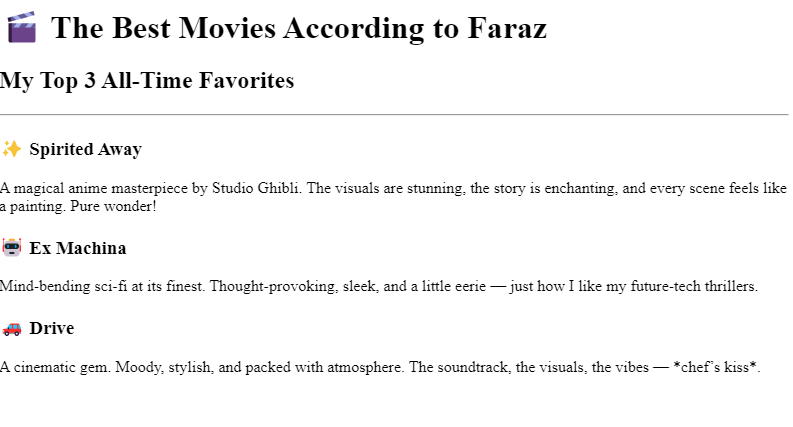 🎬 The Best Movies According to Faraz
My Top 3 All-Time Favorites
✨ Spirited Away
A magical anime masterpiece by Studio Ghibli. The visuals are stunning, the story is enchanting, and every scene feels like
a painting. Pure wonder!
🤖 Ex Machina
Mind-bending sci-fi at its finest. Thought-provoking, sleek, and a little eerie — just how I like my future-tech thrillers.
🚗 Drive
A cinematic gem. Moody, stylish, and packed with atmosphere. The soundtrack, the visuals, the vibes — *chef’s kiss*.